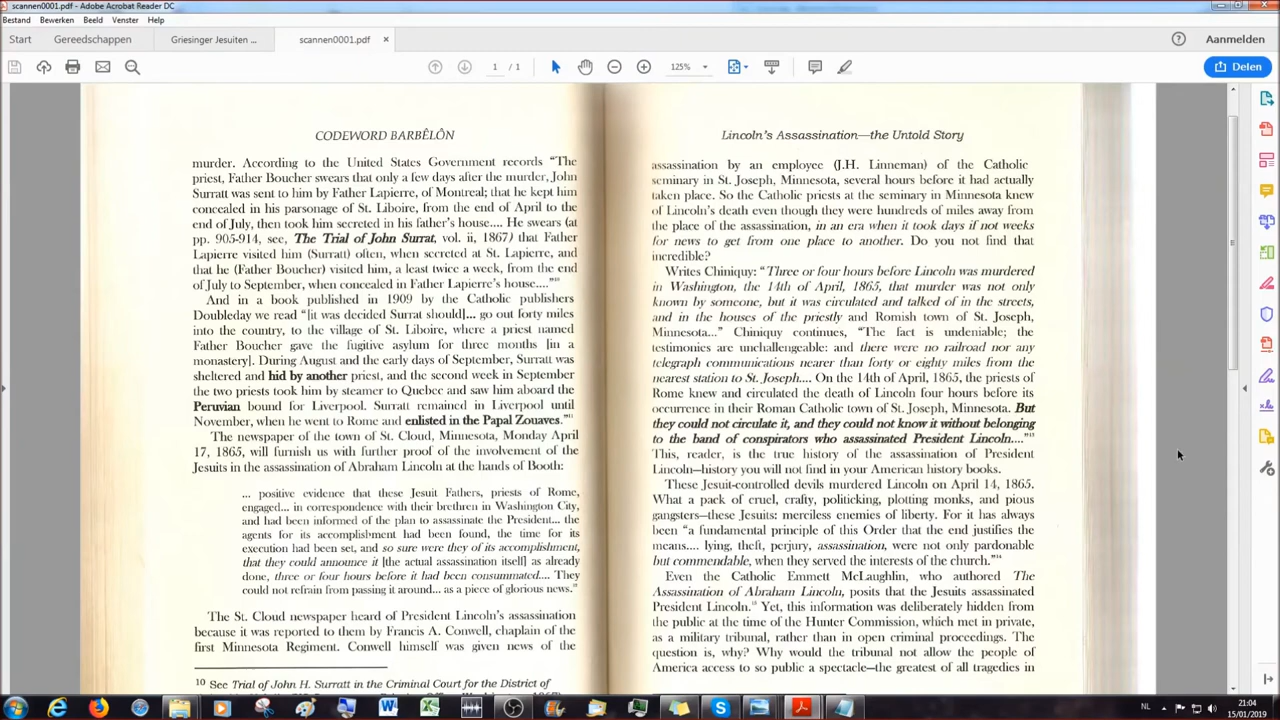 scannen0001.pdf - Adobe Acrobat Reader DC
Bestand Bewerken Beeld Venster Help
Start Gereedschappen Griesinger Jesuiten ... scannen0001.pdf × Aanmelden
1 / 1 125% Delen
CODEWORD BARBÊLÔN
murder. According to the United States Government records “The
priest, Father Boucher swears that only a few days after the murder, John
Surratt was sent to him by Father Lapierre, of Montreal; that he kept him
concealed in his parsonage of St. Liboire, from the end of April to the
end of July, then took him secreted in his father's house.... He swears (at
pp. 905-914, see, The Trial of John Surrat, vol. ii, 1867) that Father
Lapierre visited him (Surratt) often, when secreted at St. Lapierre, and
that he (Father Boucher) visited him, a least twice a week, from the end
of July to September, when concealed in Father Lapierre's house....”10
And in a book published in 1909 by the Catholic publishers
Doubleday we read “[it was decided Surrat should]... go out forty miles
into the country, to the village of St. Liboire, where a priest named
Father Boucher gave the fugitive asylum for three months [in a
monastery]. During August and the early days of September, Surratt was
sheltered and hid by another priest, and the second week in September
the two priests took him by steamer to Quebec and saw him aboard the
Peruvian bound for Liverpool. Surratt remained in Liverpool until
November, when he went to Rome and enlisted in the Papal Zouaves.”11
The newspaper of the town of St. Cloud, Minnesota, Monday April
17, 1865, will furnish us with further proof of the involvement of the
Jesuits in the assassination of Abraham Lincoln at the hands of Booth:
... positive evidence that these Jesuit Fathers, priests of Rome,
engaged... in correspondence with their brethren in Washington City,
and had been informed of the plan to assassinate the President... the
agents for its accomplishment had been found, the time for its
execution had been set, and so sure were they of its accomplishment,
that they could announce it [the actual assassination itself] as already
done, three or four hours before it had been consummated.... They
could not refrain from passing it around... as a piece of glorious news.”
The St. Cloud newspaper heard of President Lincoln's assassination
because it was reported to them by Francis A. Conwell, chaplain of the
first Minnesota Regiment. Conwell himself was given news of the
10 See Trial of John H. Surratt in the Criminal Court for the District of
Lincoln's Assassination—the Untold Story
assassination by an employee (J.H. Linneman) of the Catholic
seminary in St. Joseph, Minnesota, several hours before it had actually
taken place. So the Catholic priests at the seminary in Minnesota knew
of Lincoln's death even though they were hundreds of miles away from
the place of the assassination, in an era when it took days if not weeks
for news to get from one place to another. Do you not find that
incredible?
Writes Chiniquy: “Three or four hours before Lincoln was murdered
in Washington, the 14th of April, 1865, that murder was not only
known by someone, but it was circulated and talked of in the streets,
and in the houses of the priestly and Romish town of St. Joseph,
Minnesota...” Chiniquy continues, “The fact is undeniable; the
testimonies are unchallengeable: and there were no railroad nor any
telegraph communications nearer than forty or eighty miles from the
nearest station to St. Joseph.... On the 14th of April, 1865, the priests of
Rome knew and circulated the death of Lincoln four hours before its
occurrence in their Roman Catholic town of St. Joseph, Minnesota. But
they could not circulate it, and they could not know it without belonging
to the band of conspirators who assassinated President Lincoln....”13
This, reader, is the true history of the assassination of President
Lincoln—history you will not find in your American history books.
These Jesuit-controlled devils murdered Lincoln on April 14, 1865.
What a pack of cruel, crafty, politicking, plotting monks, and pious
gangsters—these Jesuits: merciless enemies of liberty. For it has always
been “a fundamental principle of this Order that the end justifies the
means.... lying, theft, perjury, assassination, were not only pardonable
but commendable, when they served the interests of the church.”14
Even the Catholic Emmett McLaughlin, who authored The
Assassination of Abraham Lincoln, posits that the Jesuits assassinated
President Lincoln. Yet, this information was deliberately hidden from
the public at the time of the Hunter Commission, which met in private,
as a military tribunal, rather than in open criminal proceedings. The
question is, why? Why would the tribunal not allow the people of
America access to so public a spectacle—the greatest of all tragedies in
NL 21:04
15/01/2019